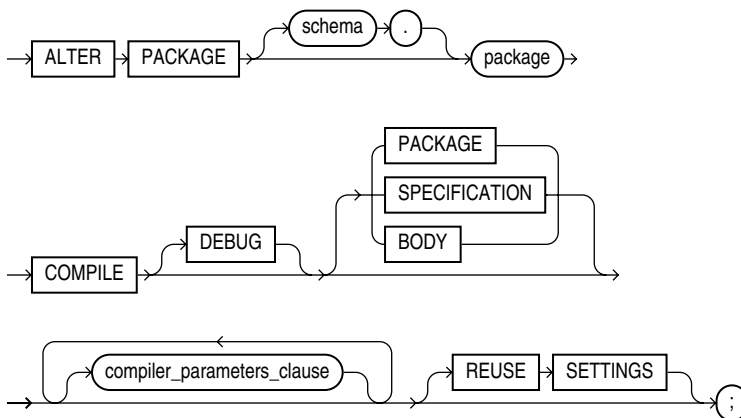 schema .
ALTER PACKAGE package
PACKAGE
SPECIFICATION
BODY
DEBUG
COMPILE
compiler_parameters_clause REUSE SETTINGS ;